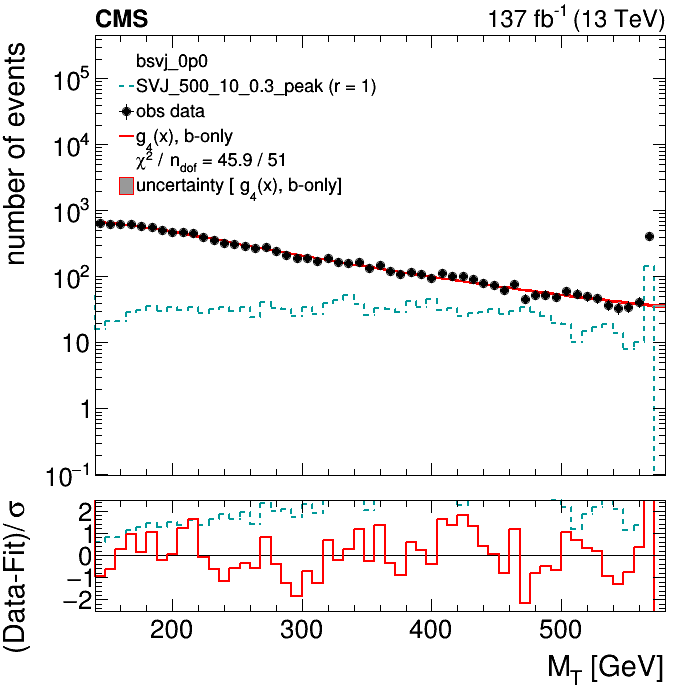 CMS 137 fb⁻¹ (13 TeV)
number of events
bsvj_0p0
SVJ_500_10_0.3_peak (r = 1)
obs data
g₄(x), b-only
χ² / n_dof = 45.9 / 51
uncertainty [ g₄(x), b-only]
10⁵
10⁴
10³
10²
10
1
10⁻¹
(Data-Fit)/ σ
2
1
0
−1
−2
200 300 400 500
M_T [GeV]